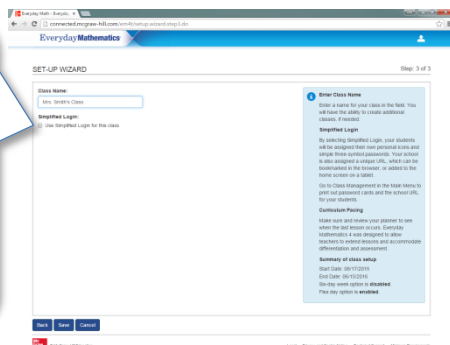 Everyday Math - Everyda
connected.mcgraw-hill.com/em4t/setup.wizard.step3.do
Everyday Mathematics
SET-UP WIZARD
Step: 3 of 3
Class Name:
Mrs. Smith's Class
Simplified Login:
Use Simplified Login for this class
Enter Class Name
Enter a name for your class in the field. You
will have the ability to create additional
classes, if needed.
Simplified Login
By selecting Simplified Login, your students
will be assigned their own personal icons and
simple three-symbol passwords. Your school
is also assigned a unique URL, which can be
bookmarked in the browser, or added to the
home screen on a tablet.
Go to Class Management in the Main Menu to
print out password cards and the school URL
for your students.
Curriculum Pacing
Make sure and review your planner to see
when the last lesson occurs. Everyday
Mathematics 4 was designed to allow
teachers to extend lessons and accommodate
differentiation and assessment.
Summary of class setup
Start Date: 06/17/2015
End Date: 06/15/2016
Six-day week option is disabled.
Flex day option is enabled.
Back Save Cancel